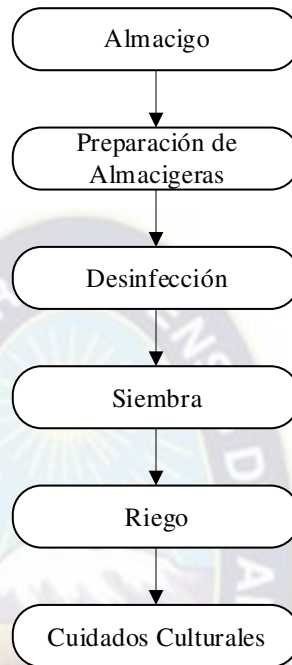 Almacigo
Preparación de
Almacigeras
Desinfección
Siembra
Riego
Cuidados Culturales